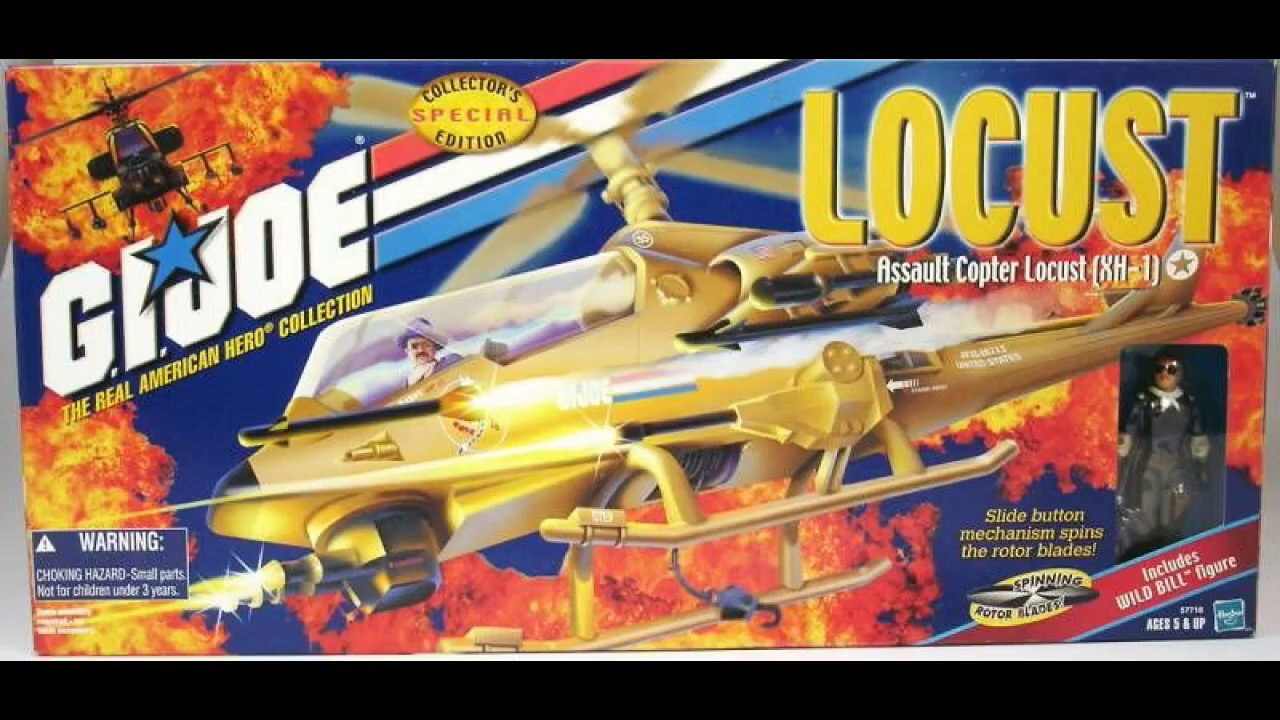 COLLECTOR'S
SPECIAL
EDITION
LOCUST™
Assault Copter Locust (XH-1)
G.I.JOE®
THE REAL AMERICAN HERO® COLLECTION
G.I.JOE
UNITED STATES
WARNING:
CHOKING HAZARD-Small parts.
Not for children under 3 years.
Slide button
mechanism spins
the rotor blades!
SPINNING
ROTOR BLADES!
Includes
WILD BILL™ figure
57718
AGES 5 & UP
Hasbro